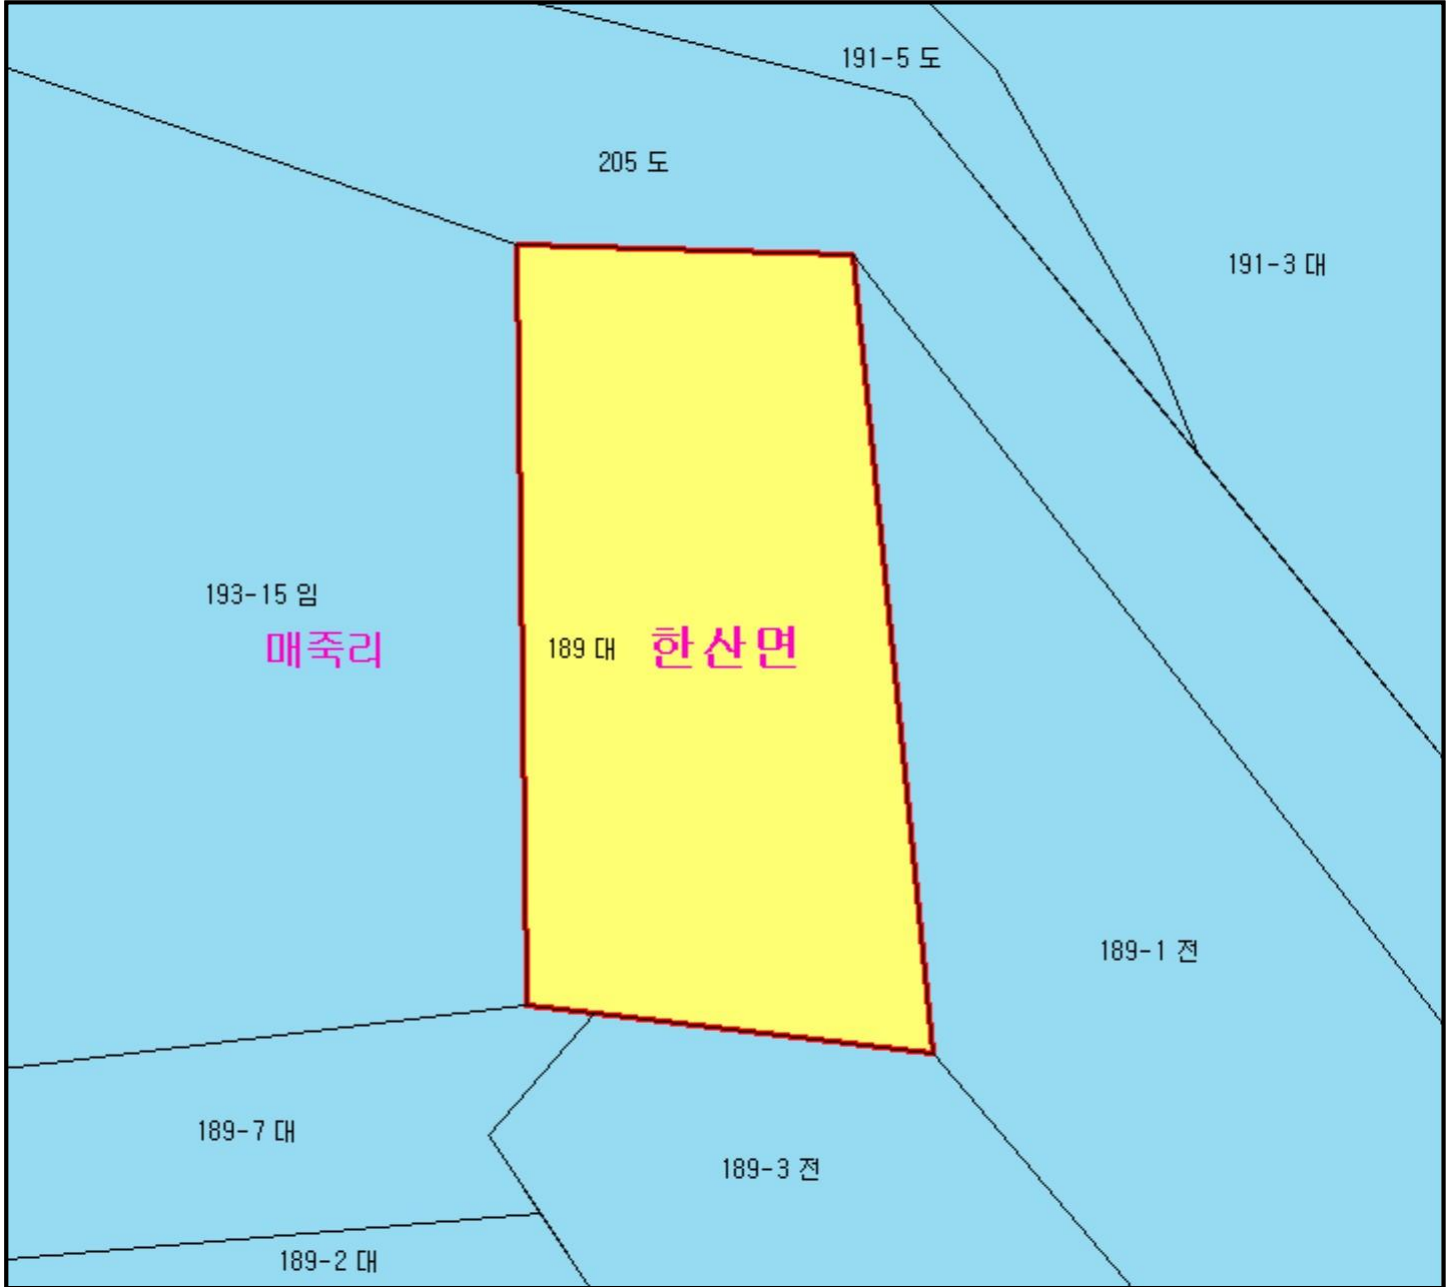 191-5 도
205 도
191-3 대
193-15 임
매죽리
189 대
한산면
189-1 전
189-7 대
189-3 전
189-2 대